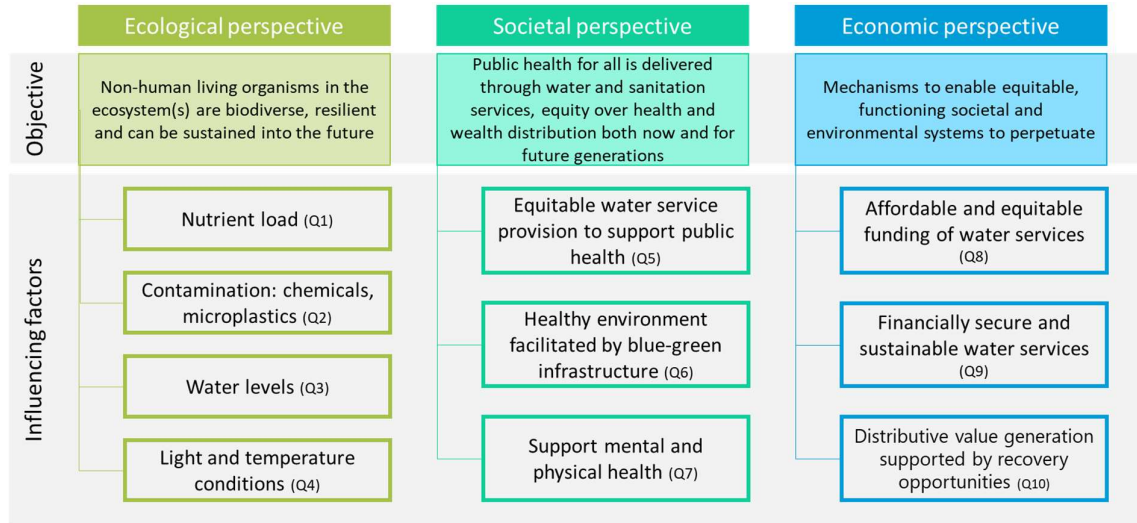 Ecological perspective
Societal perspective
Economic perspective
Objective
Non-human living organisms in the
ecosystem(s) are biodiverse, resilient
and can be sustained into the future
Public health for all is delivered
through water and sanitation
services, equity over health and
wealth distribution both now and for
future generations
Mechanisms to enable equitable,
functioning societal and
environmental systems to perpetuate
Influencing factors
Nutrient load (Q1)
Contamination: chemicals,
microplastics (Q2)
Water levels (Q3)
Light and temperature
conditions (Q4)
Equitable water service
provision to support public
health (Q5)
Healthy environment
facilitated by blue-green
infrastructure (Q6)
Support mental and
physical health (Q7)
Affordable and equitable
funding of water services
(Q8)
Financially secure and
sustainable water services
(Q9)
Distributive value generation
supported by recovery
opportunities (Q10)